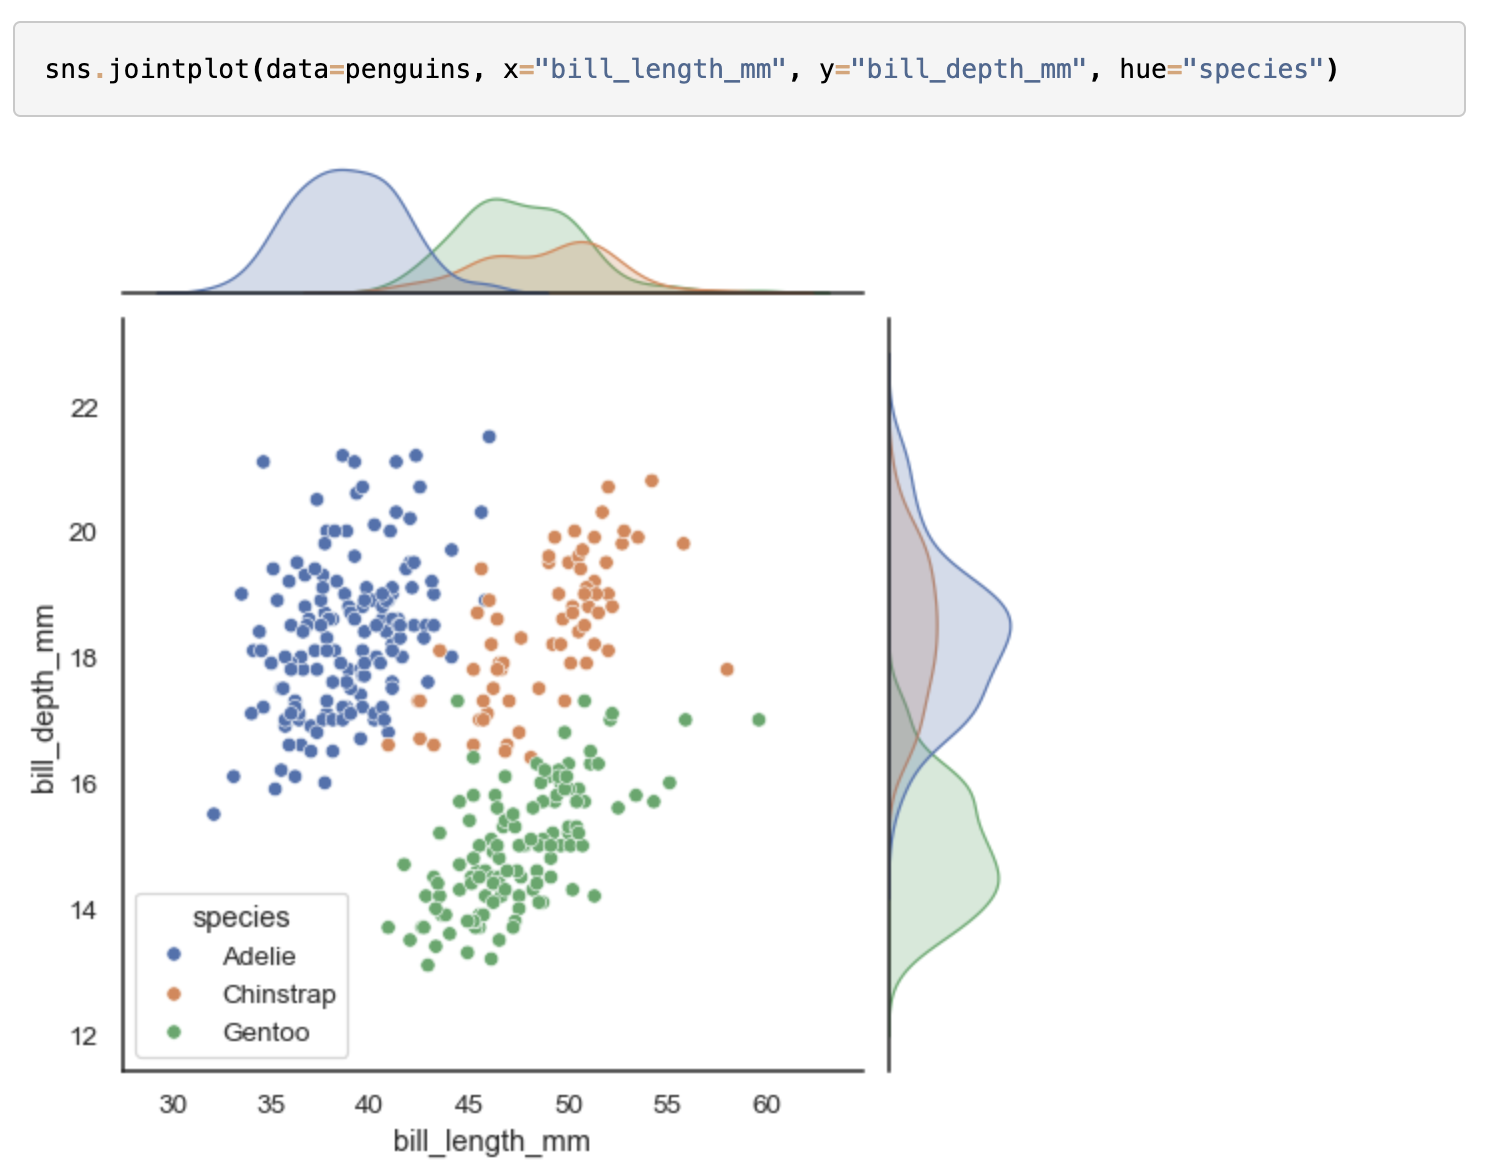 sns.jointplot(data=penguins, x="bill_length_mm", y="bill_depth_mm", hue="species")
22
20
18
16
14
12
bill_depth_mm
species
Adelie
Chinstrap
Gentoo
30 35 40 45 50 55 60
bill_length_mm